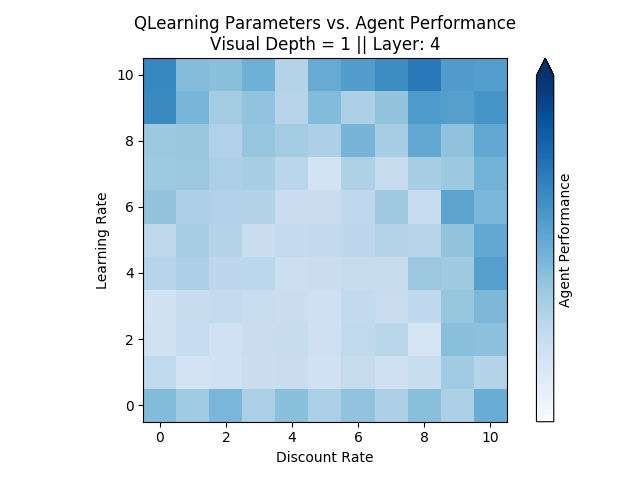 QLearning Parameters vs. Agent Performance
Visual Depth = 1 || Layer: 4
10
8
6
4
2
0
Learning Rate
0 2 4 6 8 10
Discount Rate
Agent Performance